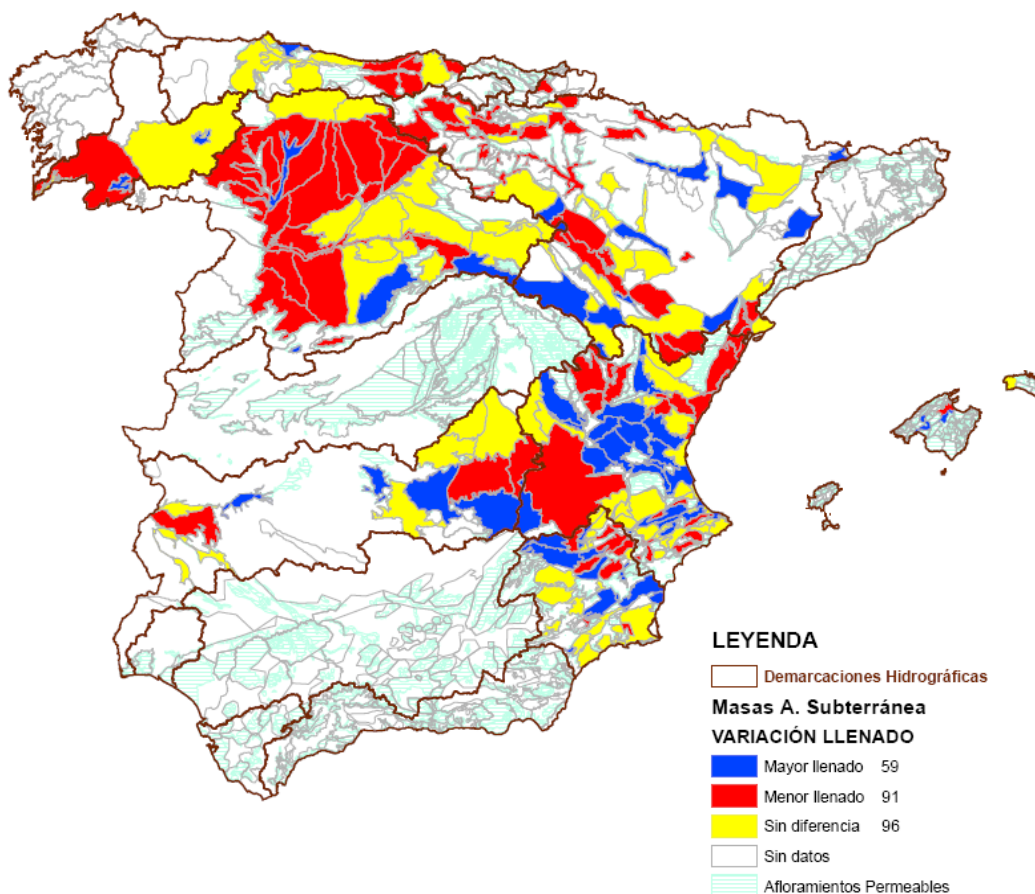 LEYENDA
Demarcaciones Hidrográficas
Masas A. Subterránea
VARIACIÓN LLENADO
Mayor llenado 59
Menor llenado 91
Sin diferencia 96
Sin datos
Afloramientos Permeables